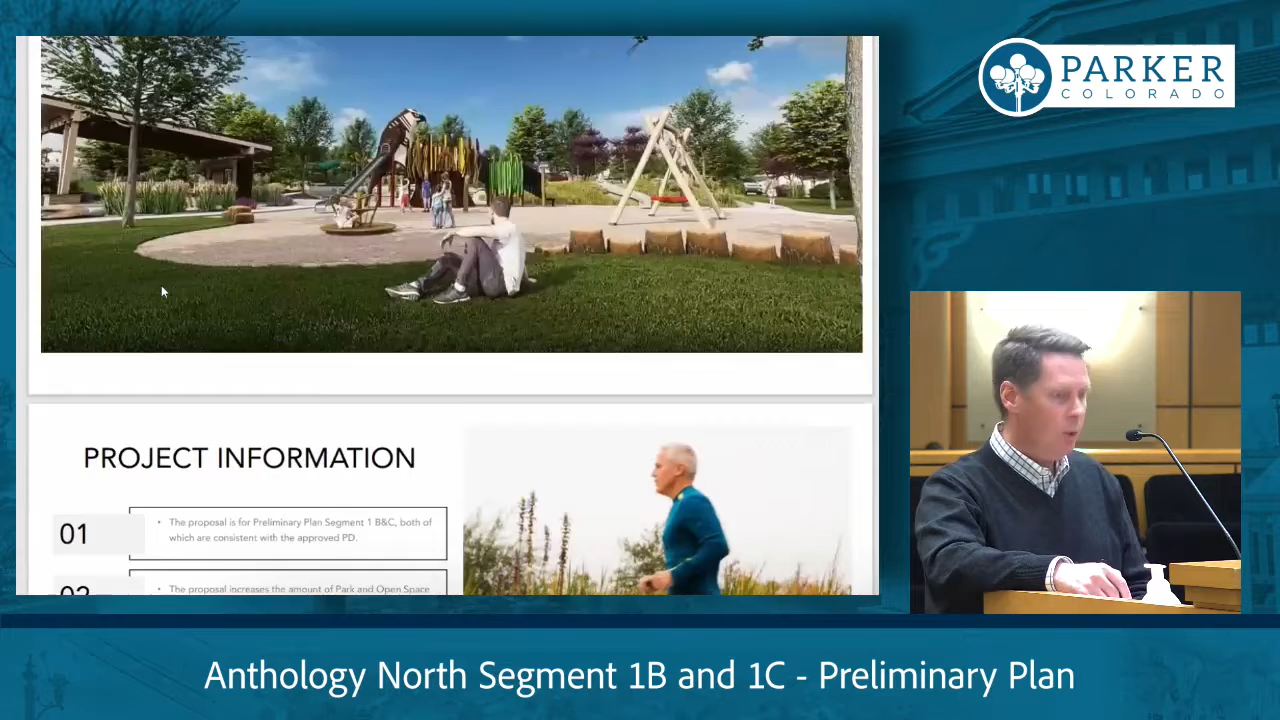 PARKER
COLORADO
PROJECT INFORMATION
01
• The proposal is for Preliminary Plan Segment 1 B&C, both of
which are consistent with the approved PD.
02
• The proposal increases the amount of Park and Open Space
Anthology North Segment 1B and 1C - Preliminary Plan